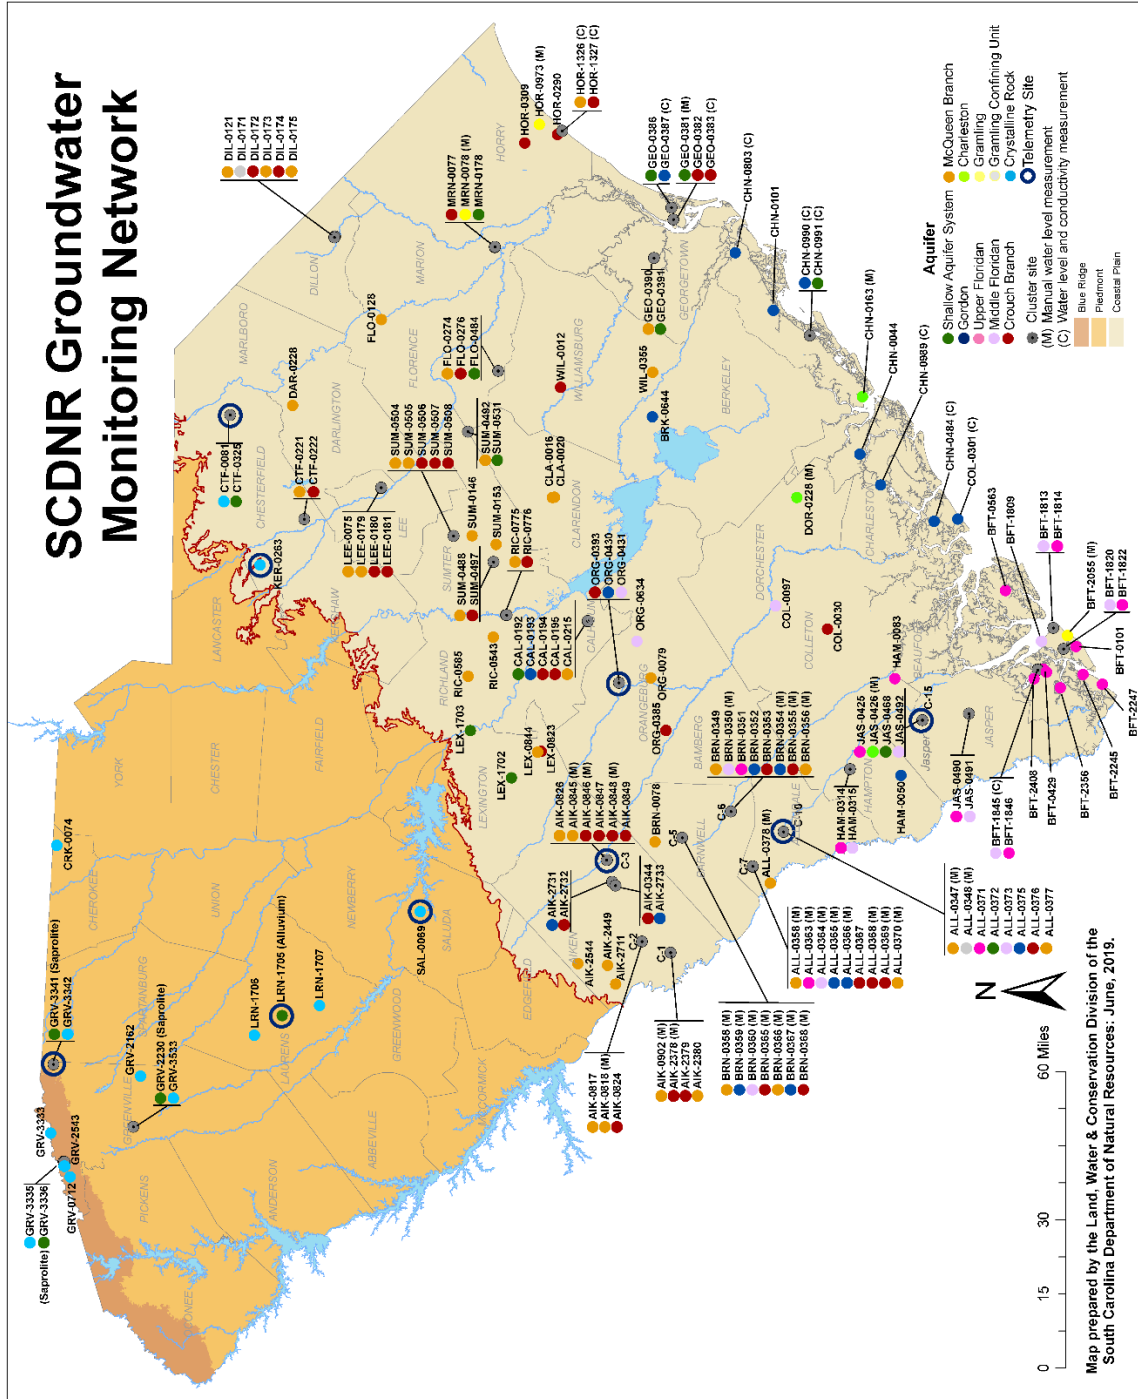 SCDNR Groundwater
Monitoring Network
GRV-3335
(Saprolite) GRV-3336
GRV-3333
GRV-0712
GRV-2543
GRV-3341 (Saprolite)
GRV-3342
GRV-2162
GRV-2230 (Saprolite)
GRV-3533
CRK-0074
LRN-1706
LRN-1705 (Alluvium)
LRN-1707
SAL-0069
OCONEE
PICKENS
GREENVILLE
SPARTANBURG
CHEROKEE
YORK
UNION
CHESTER
LANCASTER
FAIRFIELD
NEWBERRY
LAURENS
ANDERSON
ABBEVILLE
GREENWOOD
SALUDA
MCCORMICK
EDGEFIELD
AIKEN
LEXINGTON
RICHLAND
KERSHAW
CHESTERFIELD
MARLBORO
DARLINGTON
DILLON
MARION
FLORENCE
LEE
SUMTER
CALHOUN
CLARENDON
WILLIAMSBURG
HORRY
GEORGETOWN
BERKELEY
ORANGEBURG
DORCHESTER
CHARLESTON
COLLETON
BAMBERG
BARNWELL
HAMPTON
BEAUFORT
JASPER
Jasper
KER-0263
CTF-0081
CTF-0325
CTF-0221
CTF-0222
DAR-0228
DIL-0121
DIL-0171
DIL-0172
DIL-0173
DIL-0174
DIL-0175
FLO-0128
FLO-0274
FLO-0276
FLO-0484
MRN-0077
MRN-0078 (M)
MRN-0178
HOR-0309
HOR-0973 (M)
HOR-0290
HOR-1326 (C)
HOR-1327 (C)
LEE-0075
LEE-0179
LEE-0180
LEE-0181
SUM-0504
SUM-0505
SUM-0506
SUM-0507
SUM-0508
SUM-0492
SUM-0531
SUM-0146
SUM-0153
SUM-0488
SUM-0497
RIC-0585
RIC-0543
RIC-0775
RIC-0776
CLA-0016
CLA-0020
WIL-0012
WIL-0355
GEO-0390
GEO-0391
GEO-0386
GEO-0387 (C)
GEO-0381 (M)
GEO-0382
GEO-0383 (C)
BRK-0644
CHN-0803 (C)
CHN-0101
CHN-0990 (C)
CHN-0991 (C)
CHN-0163 (M)
CHN-0044
CHN-0989 (C)
CHN-0484 (C)
COL-0301 (C)
DOR-0228 (M)
COL-0097
COL-0030
CAL-0192
CAL-0193
CAL-0194
CAL-0195
CAL-0215
ORG-0393
ORG-0430
ORG-0431
ORG-0634
ORG-0079
ORG-0385
LEX-1703
LEX-1702
LEX-0844
LEX-0823
AIK-0826
AIK-0845 (M)
AIK-0846 (M)
AIK-0847
AIK-0848 (M)
AIK-0849
C-3
AIK-2731
AIK-2732
AIK-0344
AIK-2733
AIK-2449
AIK-2544
AIK-2711
C-2
C-1
AIK-0817
AIK-0818 (M)
AIK-0824
AIK-0902 (M)
AIK-2378 (M)
AIK-2379
AIK-2380
BRN-0078
C-5
C-6
BRN-0349
BRN-0350 (M)
BRN-0351
BRN-0352
BRN-0353
BRN-0354 (M)
BRN-0355 (M)
BRN-0356 (M)
BRN-0358 (M)
BRN-0359 (M)
BRN-0360 (M)
BRN-0365 (M)
BRN-0366 (M)
BRN-0367 (M)
BRN-0368 (M)
C-7
ALL-0378 (M)
C-10
ALL-0358 (M)
ALL-0363 (M)
ALL-0364 (M)
ALL-0365 (M)
ALL-0366 (M)
ALL-0367
ALL-0368 (M)
ALL-0359 (M)
ALL-0370 (M)
ALL-0347 (M)
ALL-0348 (M)
ALL-0371
ALL-0372
ALL-0373
ALL-0375
ALL-0376
ALL-0377
HAM-0314
HAM-0315
HAM-0050
HAM-0083
JAS-0425
JAS-0426 (M)
JAS-0468
JAS-0492
C-15
JAS-0490
JAS-0491
BFT-1845 (C)
BFT-1846
BFT-2408
BFT-0429
BFT-2356
BFT-2245
BFT-2247
BFT-0101
BFT-1820
BFT-1822
BFT-2055 (M)
BFT-1813
BFT-1814
BFT-1809
BFT-0563
Aquifer
Shallow Aquifer System
Gordon
Upper Floridan
Middle Floridan
Crouch Branch
McQueen Branch
Charleston
Gramling
Gramling Confining Unit
Crystalline Rock
Cluster site
Telemetry Site
(M) Manual water level measurement
(C) Water level and conductivity measurement
Blue Ridge
Piedmont
Coastal Plain
N
0 15 30 60 Miles
Map prepared by the Land, Water & Conservation Division of the
South Carolina Department of Natural Resources: June, 2019.